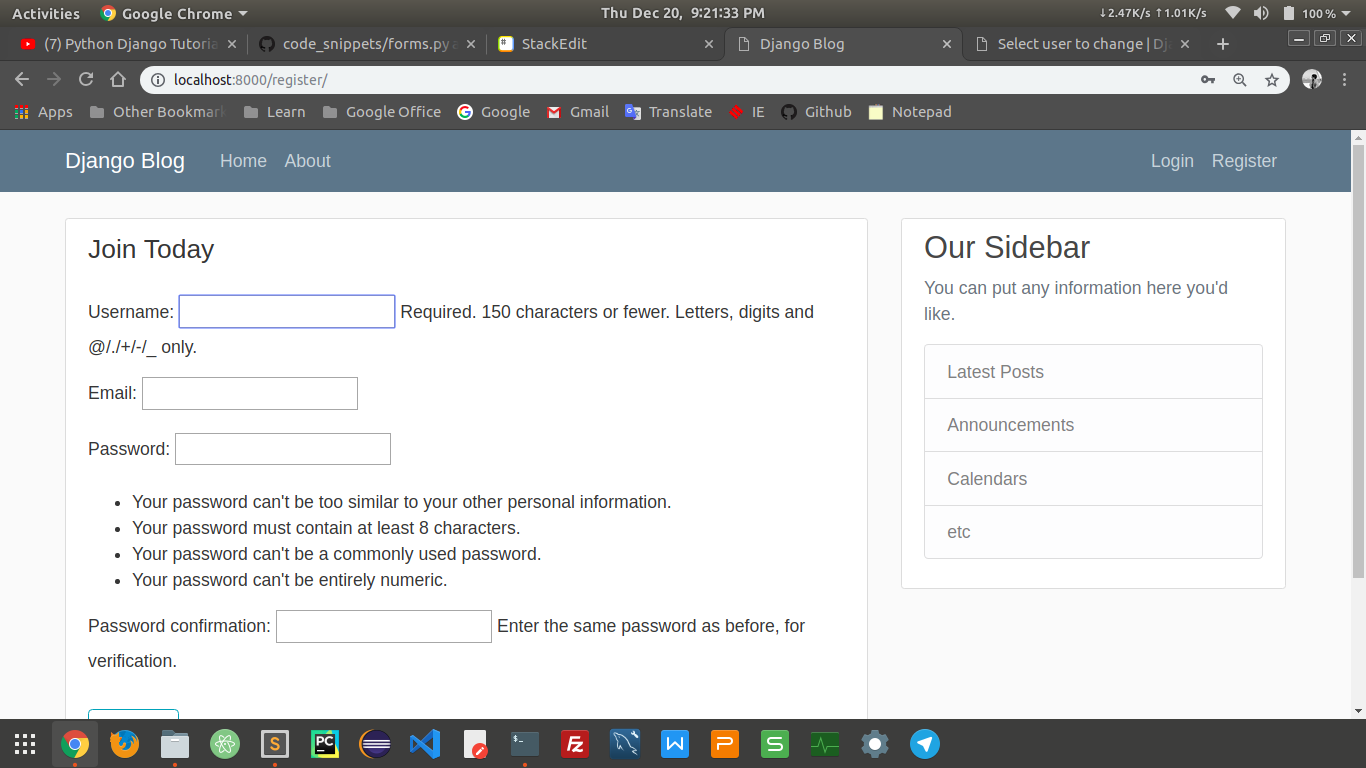 Activities Google Chrome Thu Dec 20, 9:21:33 PM ↓2.47K/s ↑1.01K/s 100 %
(7) Python Django Tutoria code_snippets/forms.py a StackEdit Django Blog Select user to change | Dj
localhost:8000/register/
Apps Other Bookmar Learn Google Office Google Gmail Translate IE Github Notepad
Django Blog Home About Login Register
Join Today
Username: Required. 150 characters or fewer. Letters, digits and
@/./+/-/_ only.
Email:
Password:
Your password can't be too similar to your other personal information.
Your password must contain at least 8 characters.
Your password can't be a commonly used password.
Your password can't be entirely numeric.
Password confirmation: Enter the same password as before, for
verification.
Our Sidebar
You can put any information here you'd
like.
Latest Posts
Announcements
Calendars
etc